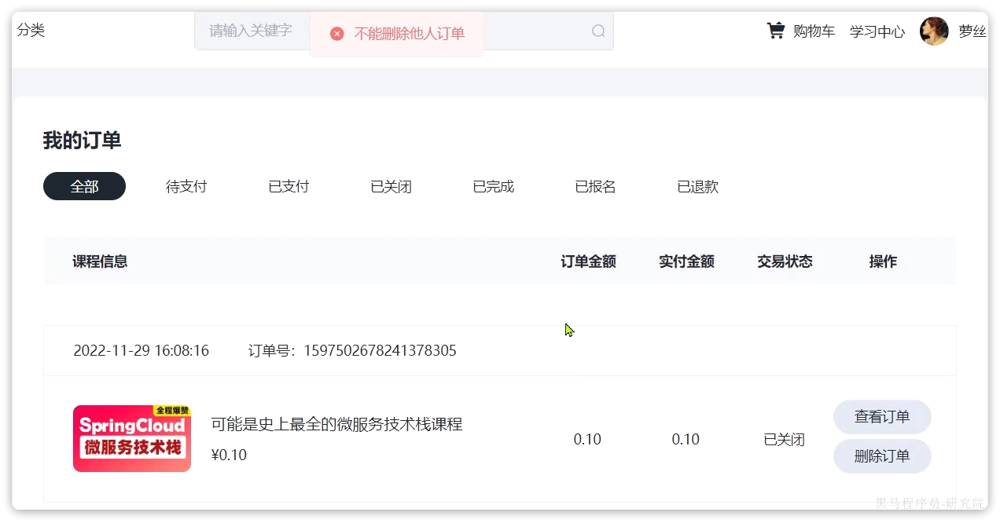 分类 请输入关键字 不能删除他人订单 购物车 学习中心 萝丝
我的订单
全部 待支付 已支付 已关闭 已完成 已报名 已退款
课程信息 订单金额 实付金额 交易状态 操作
2022-11-29 16:08:16 订单号：1597502678241378305
全程爆赞
SpringCloud
微服务技术栈
可能是史上最全的微服务技术栈课程
¥0.10
0.10 0.10 已关闭
查看订单
删除订单
黑马程序员-研究院